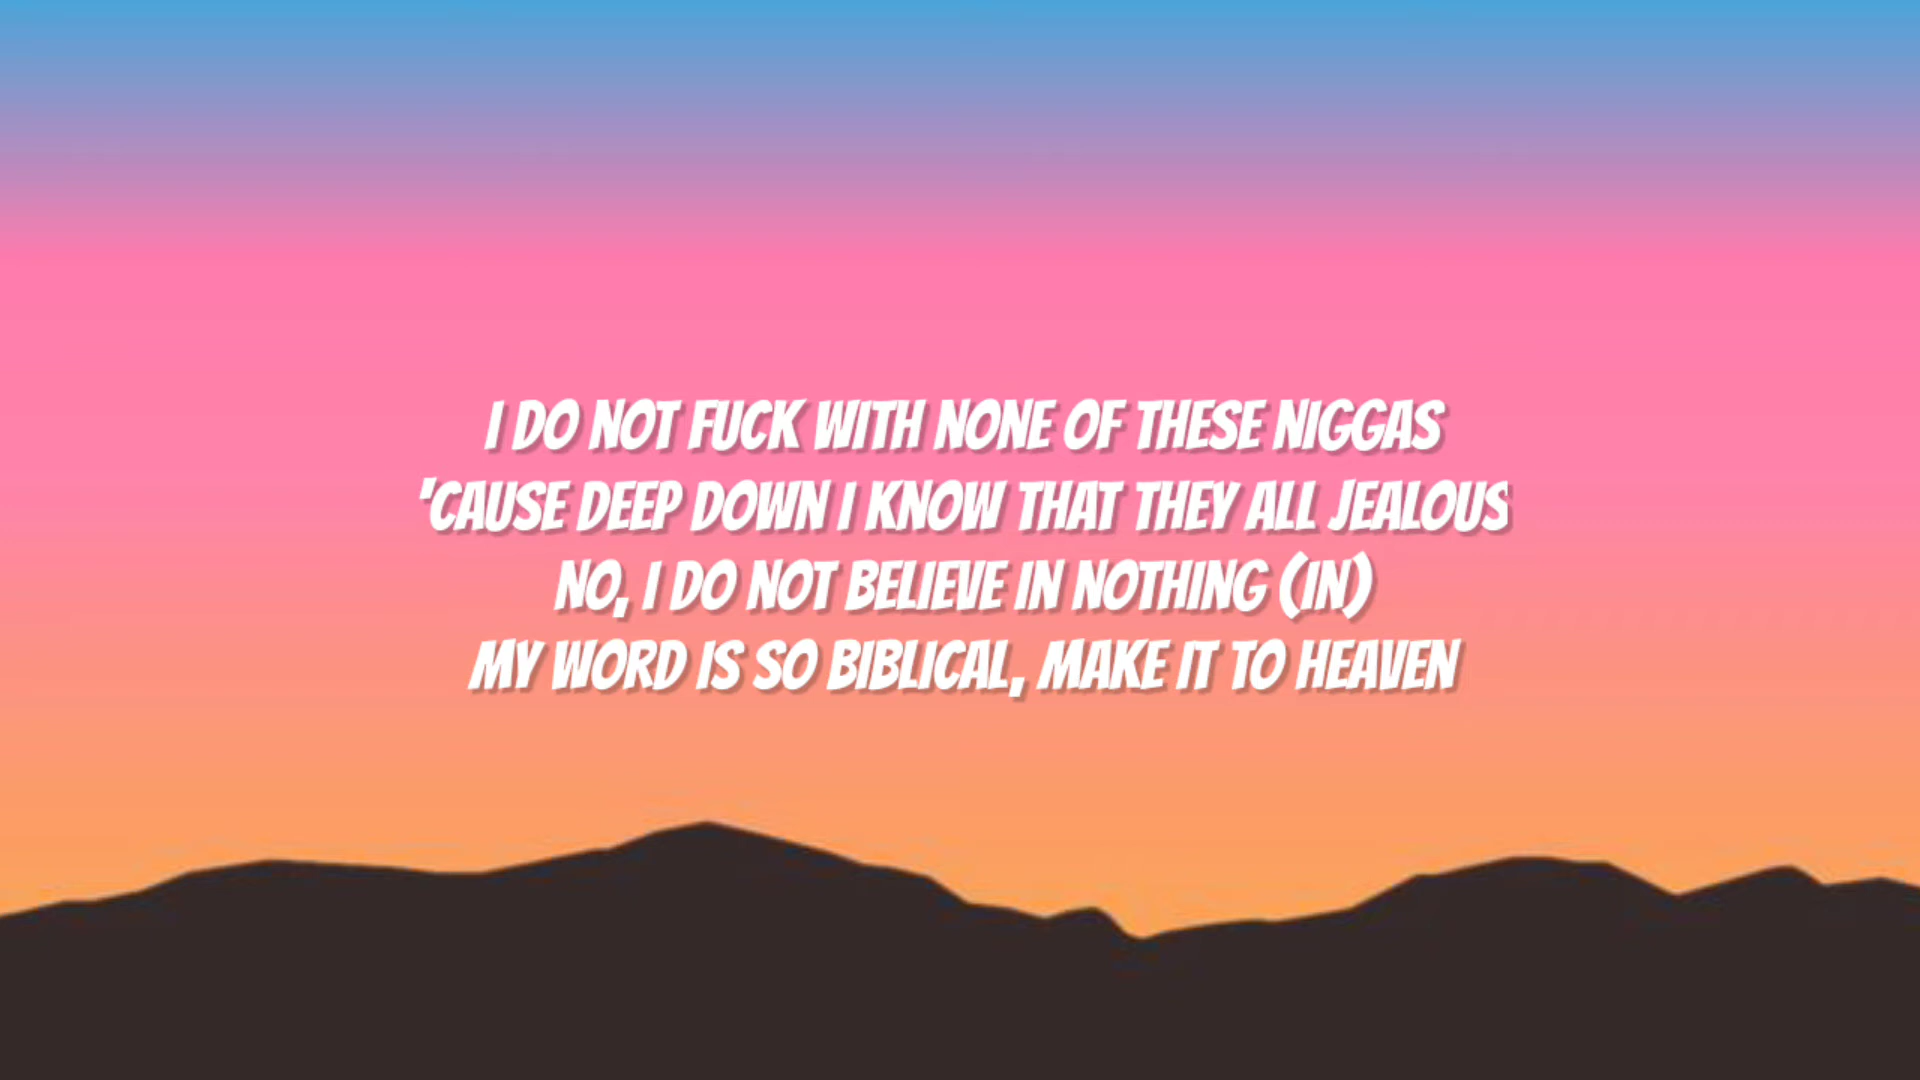 I DO NOT FUCK WITH NONE OF THESE NIGGAS
'CAUSE DEEP DOWN I KNOW THAT THEY ALL JEALOUS
NO, I DO NOT BELIEVE IN NOTHING (IN)
MY WORD IS SO BIBLICAL, MAKE IT TO HEAVEN